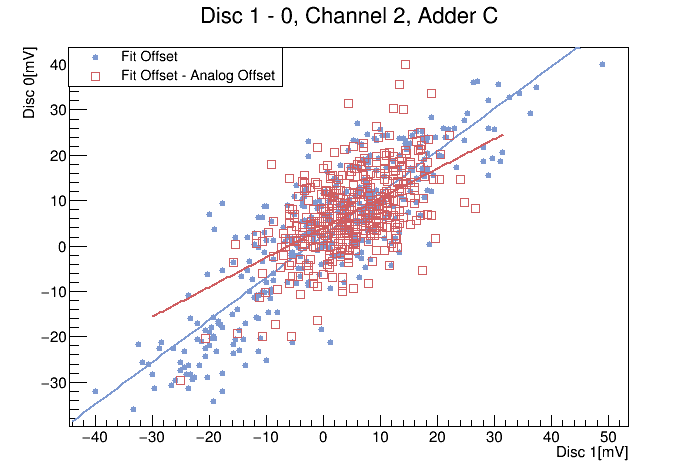 Disc 1 - 0, Channel 2, Adder C
Disc 0[mV]
Fit Offset
Fit Offset - Analog Offset
40
30
20
10
0
−10
−20
−30
−40 −30 −20 −10 0 10 20 30 40 50
Disc 1[mV]